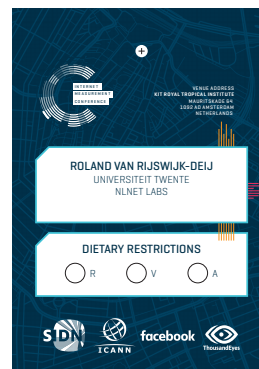 INTERNET
MEASUREMENT
CONFERENCE
VENUE ADDRESS
KIT ROYAL TROPICAL INSTITUTE
MAURITSKADE 64
1092 AD AMSTERDAM
NETHERLANDS
ROLAND VAN RIJSWIJK-DEIJ
UNIVERSITEIT TWENTE
NLNET LABS
DIETARY RESTRICTIONS
R V A
SIDN
ICANN
facebook
ThousandEyes